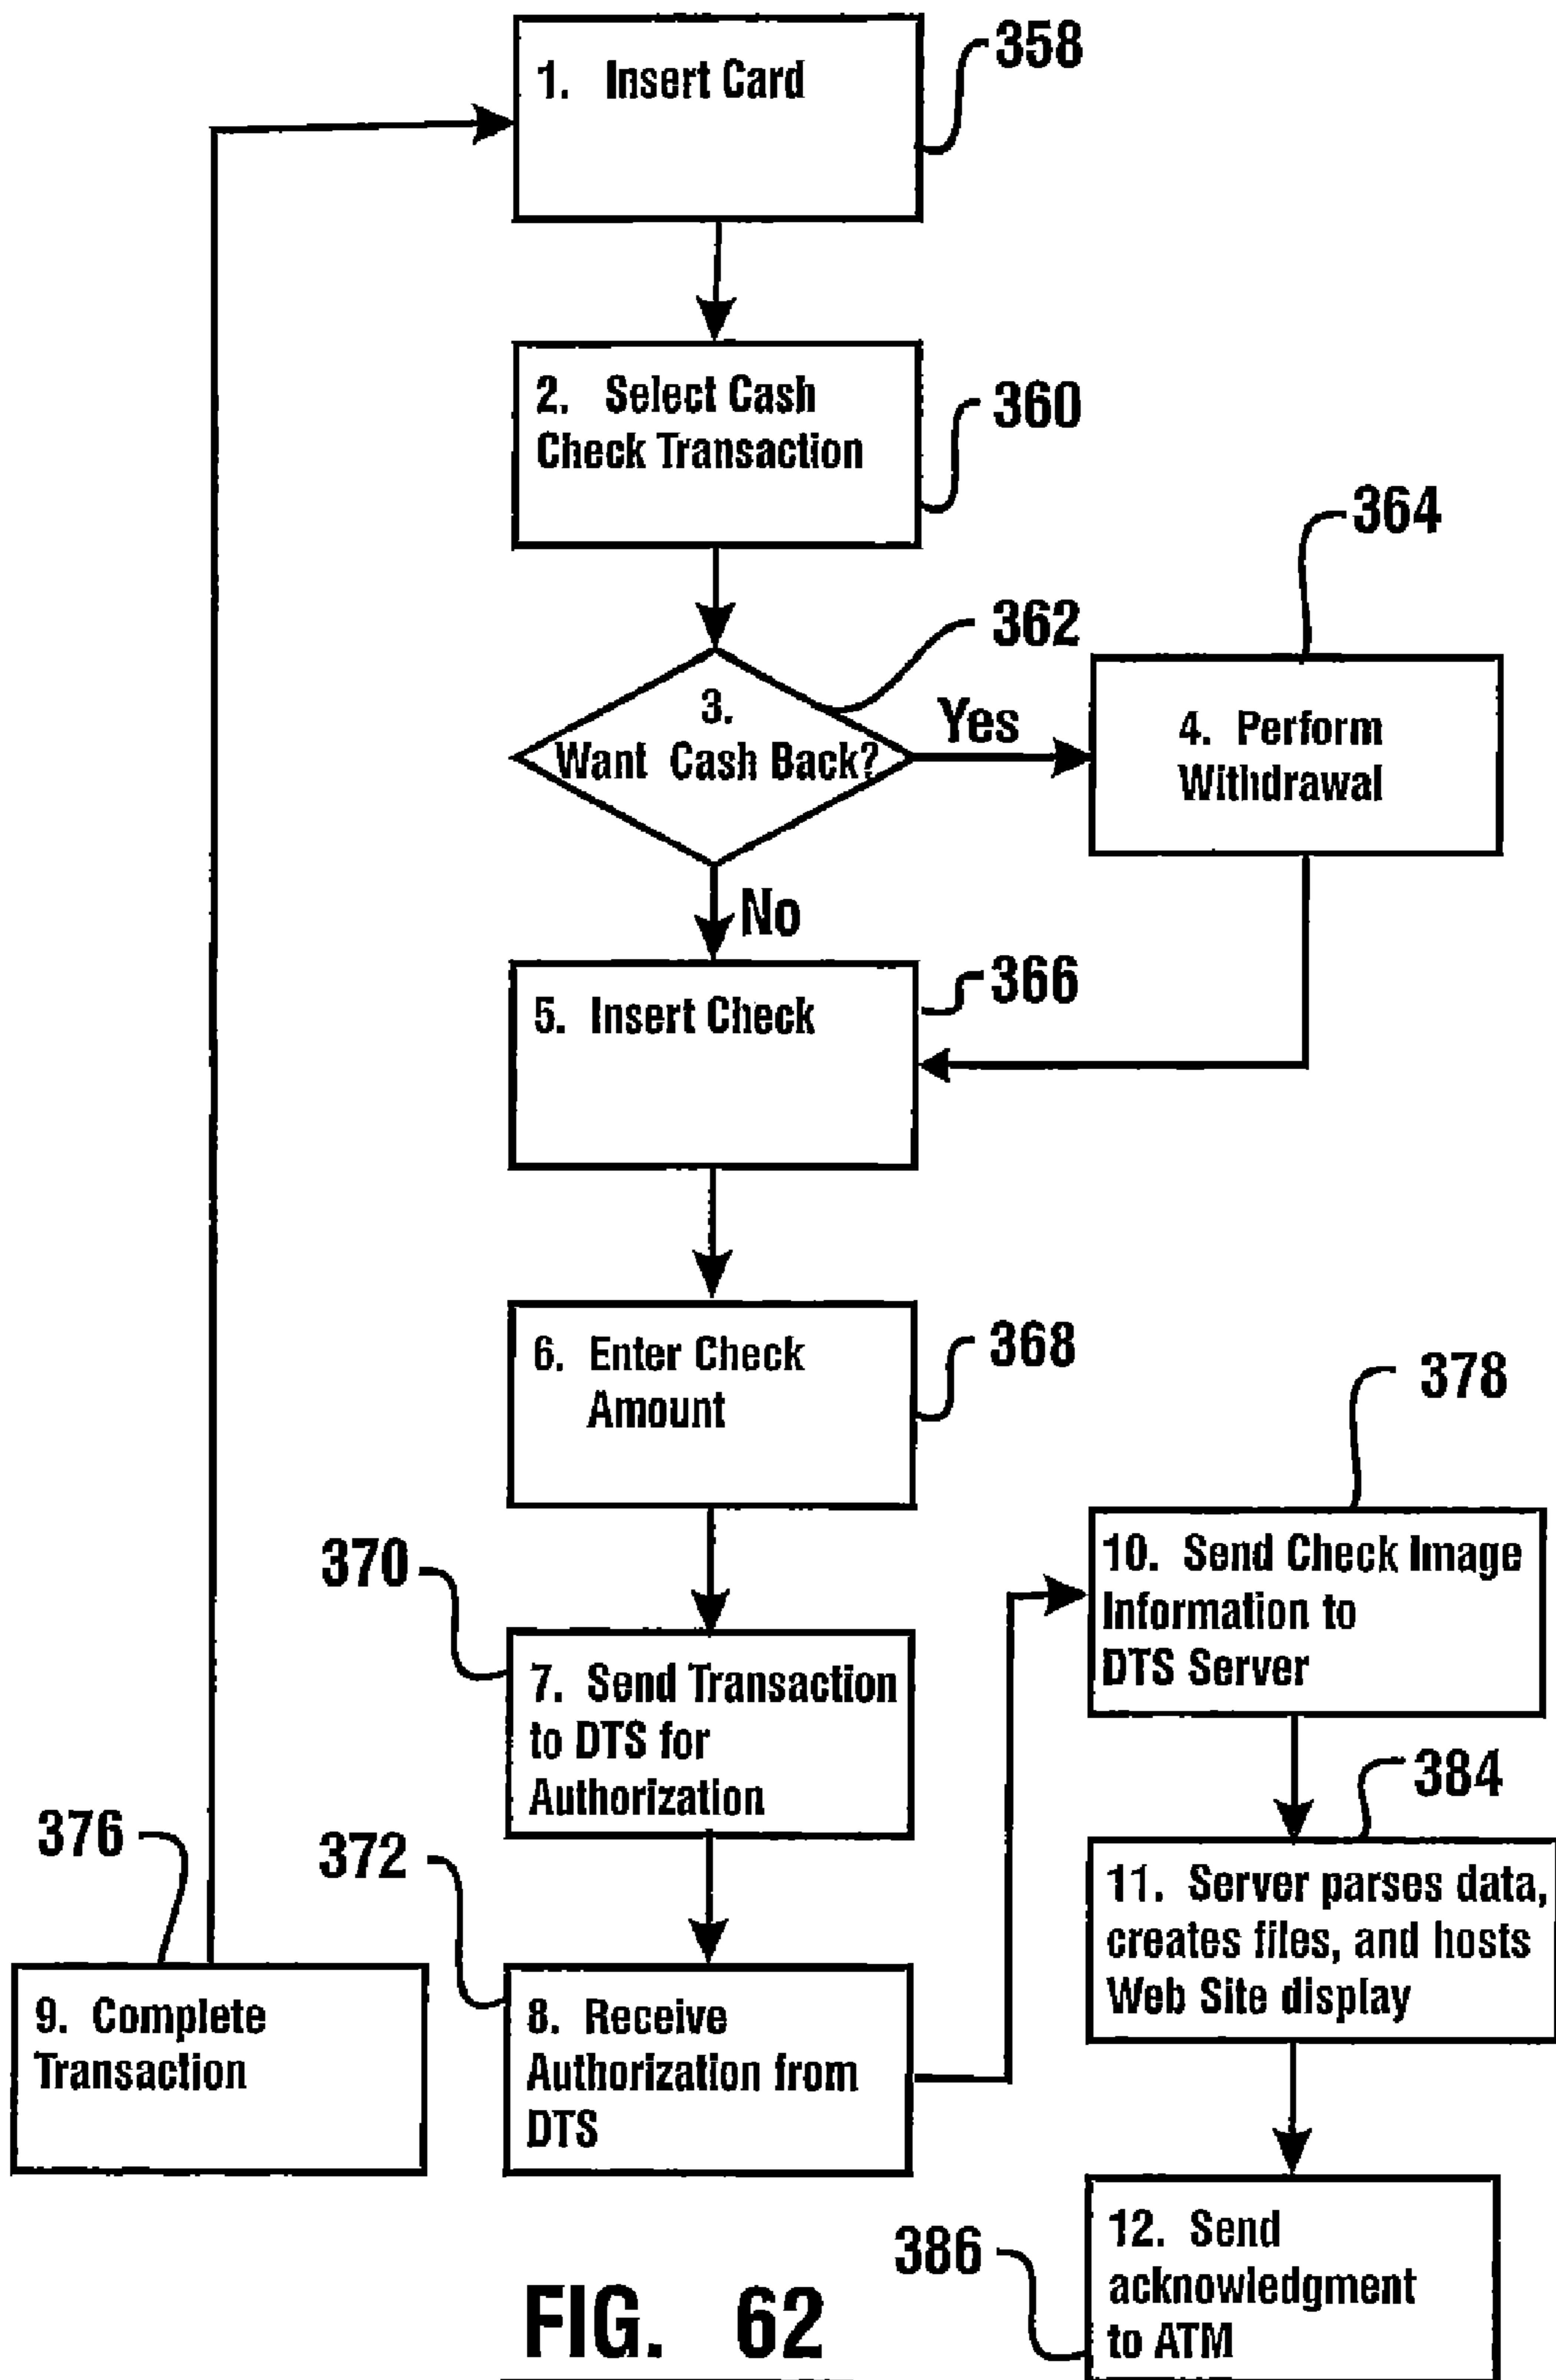 358
1. Insert Card
2. Select Cash
Check Transaction
360
364
362
3.
Want Cash Back?
Yes
4. Perform
Withdrawal
No
366
5. Insert Check
6. Enter Check
Amount
368
378
370
10. Send Check Image
Information to
DTS Server
7. Send Transaction
to DTS for
Authorization
384
376
372
11. Server parses data,
creates files, and hosts
Web Site display
9. Complete
Transaction
8. Receive
Authorization from
DTS
386
12. Send
acknowledgment
to ATM
FIG. 62